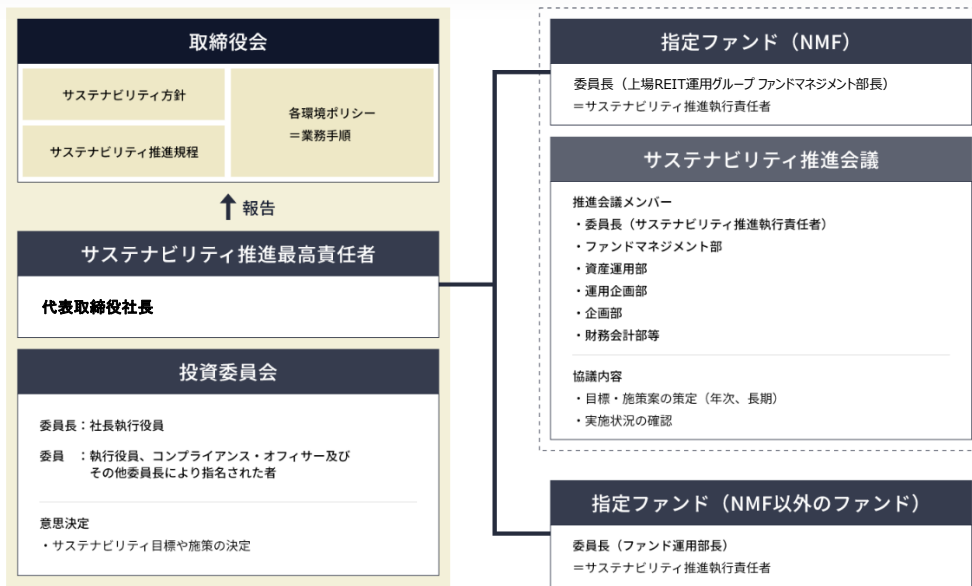 取締役会
サステナビリティ方針
サステナビリティ推進規程
各環境ポリシー
＝業務手順
報告
サステナビリティ推進最高責任者
代表取締役社長
投資委員会
委員長：社長執行役員
委員　：執行役員、コンプライアンス・オフィサー及び
その他委員長により指名された者
意思決定
・サステナビリティ目標や施策の決定
指定ファンド（NMF）
委員長（上場REIT運用グループ ファンドマネジメント部長）
＝サステナビリティ推進執行責任者
サステナビリティ推進会議
推進会議メンバー
・委員長（サステナビリティ推進執行責任者）
・ファンドマネジメント部
・資産運用部
・運用企画部
・企画部
・財務会計部等
協議内容
・目標・施策案の策定（年次、長期）
・実施状況の確認
指定ファンド（NMF以外のファンド）
委員長（ファンド運用部長）
＝サステナビリティ推進執行責任者